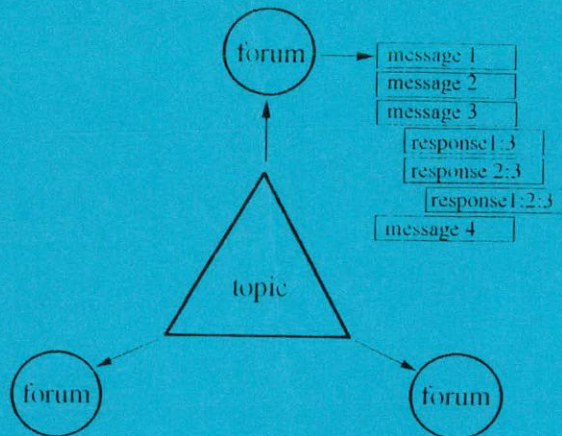 forum
message 1
message 2
message 3
response1:3
response 2:3
response1:2:3
message 4
topic
forum
forum